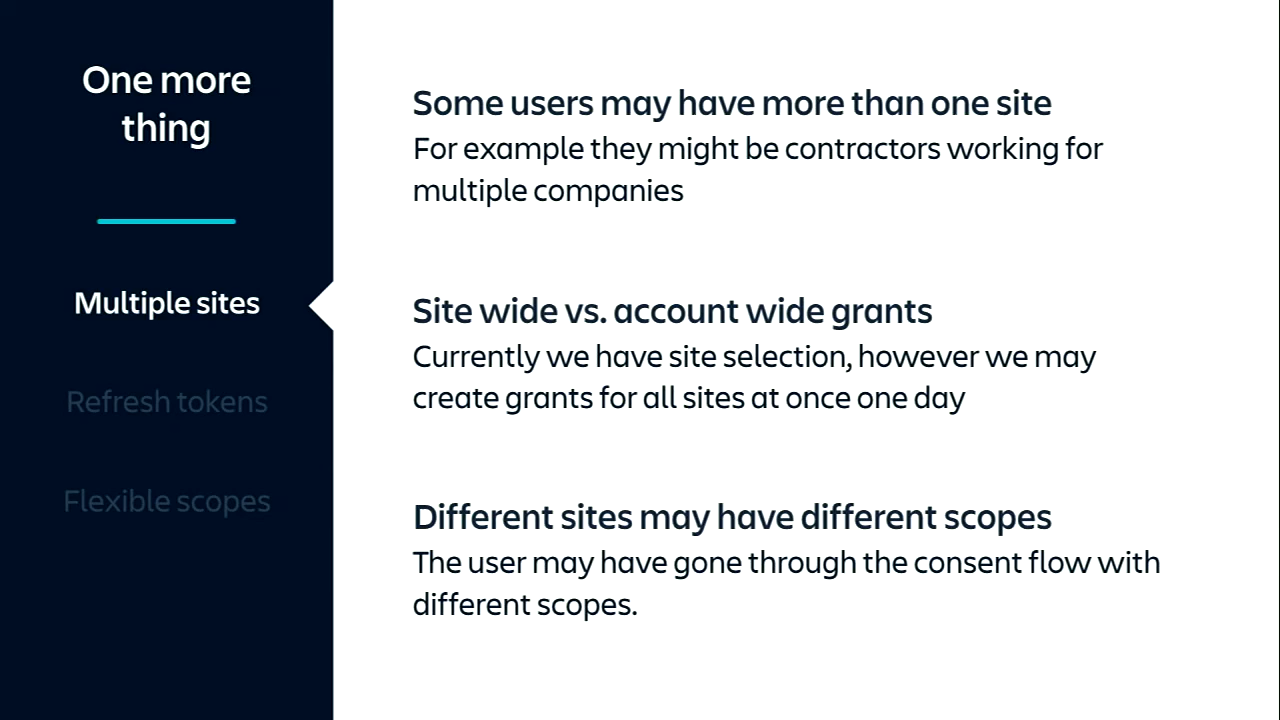 One more
thing
Multiple sites
Refresh tokens
Flexible scopes
Some users may have more than one site
For example they might be contractors working for
multiple companies
Site wide vs. account wide grants
Currently we have site selection, however we may
create grants for all sites at once one day
Different sites may have different scopes
The user may have gone through the consent flow with
different scopes.